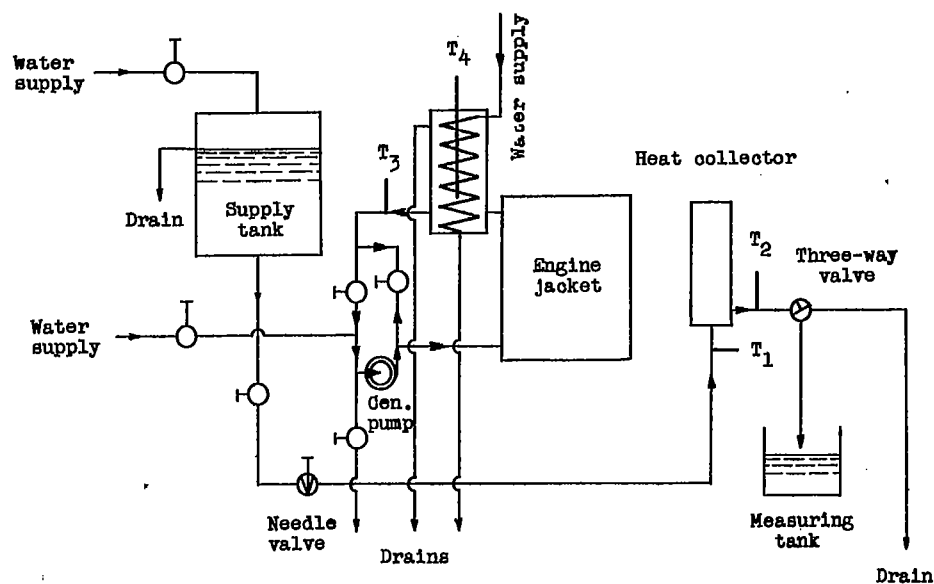 Water
supply
T4
Water supply
T3
Heat collector
Drain
Supply
tank
Engine
jacket
T2
Three-way
valve
Water
supply
T1
Cen.
pump
Needle
valve
Drains
Measuring
tank
Drain